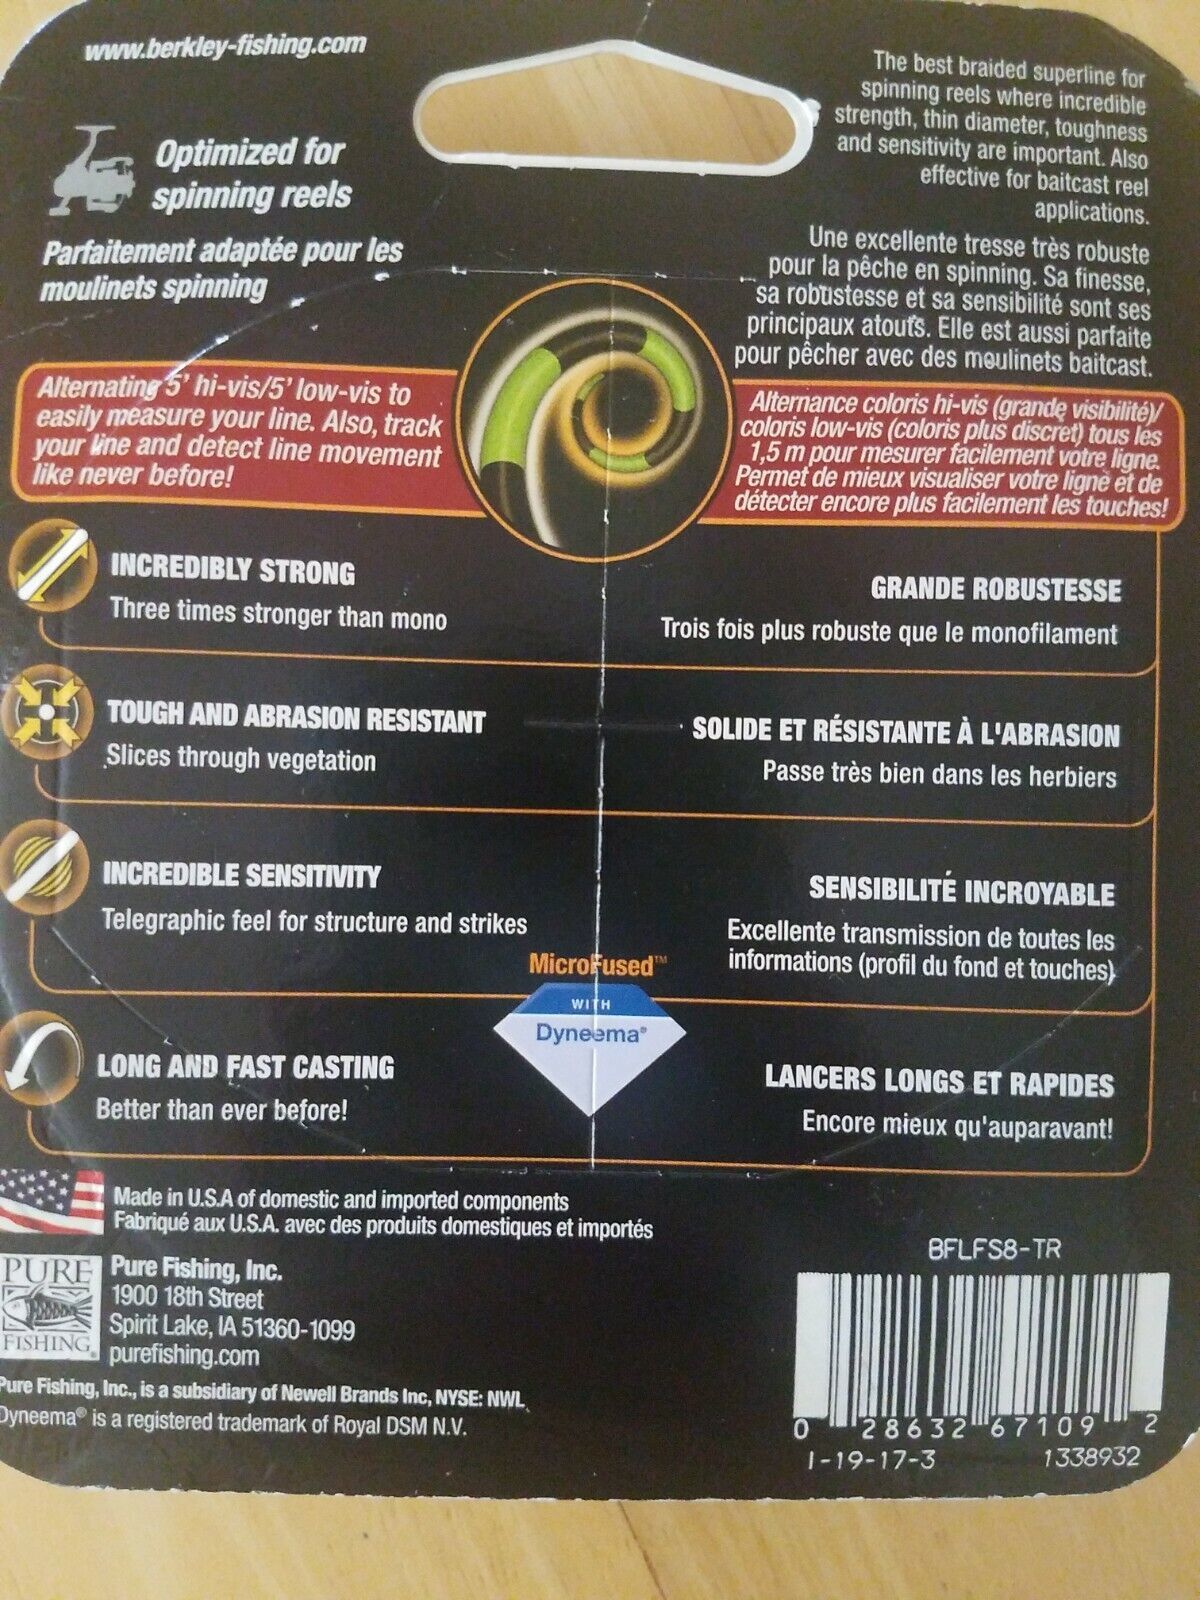 www.berkley-fishing.com
Optimized for
spinning reels
Parfaitement adaptée pour les
moulinets spinning
The best braided superline for
spinning reels where incredible
strength, thin diameter, toughness
and sensitivity are important. Also
effective for baitcast reel
applications.
Une excellente tresse très robuste
pour la pêche en spinning. Sa finesse,
sa robustesse et sa sensibilité sont ses
principaux atouts. Elle est aussi parfaite
pour pêcher avec des moulinets baitcast.
Alternating 5' hi-vis/5' low-vis to
easily measure your line. Also, track
your line and detect line movement
like never before!
Alternance coloris hi-vis (grande visibilité)/
coloris low-vis (coloris plus discret) tous les
1,5 m pour mesurer facilement votre ligne.
Permet de mieux visualiser votre ligne et de
détecter encore plus facilement les touches!
INCREDIBLY STRONG
Three times stronger than mono
GRANDE ROBUSTESSE
Trois fois plus robuste que le monofilament
TOUGH AND ABRASION RESISTANT
Slices through vegetation
SOLIDE ET RÉSISTANTE À L'ABRASION
Passe très bien dans les herbiers
INCREDIBLE SENSITIVITY
Telegraphic feel for structure and strikes
SENSIBILITÉ INCROYABLE
Excellente transmission de toutes les
informations (profil du fond et touches)
MicroFused™
WITH
Dyneema®
LONG AND FAST CASTING
Better than ever before!
LANCERS LONGS ET RAPIDES
Encore mieux qu'auparavant!
Made in U.S.A of domestic and imported components
Fabriqué aux U.S.A. avec des produits domestiques et importés
PURE
FISHING®
Pure Fishing, Inc.
1900 18th Street
Spirit Lake, IA 51360-1099
purefishing.com
Pure Fishing, Inc., is a subsidiary of Newell Brands Inc, NYSE: NWL
Dyneema® is a registered trademark of Royal DSM N.V.
BFLFS8-TR
0 28632 67109 2
1-19-17-3 1338932